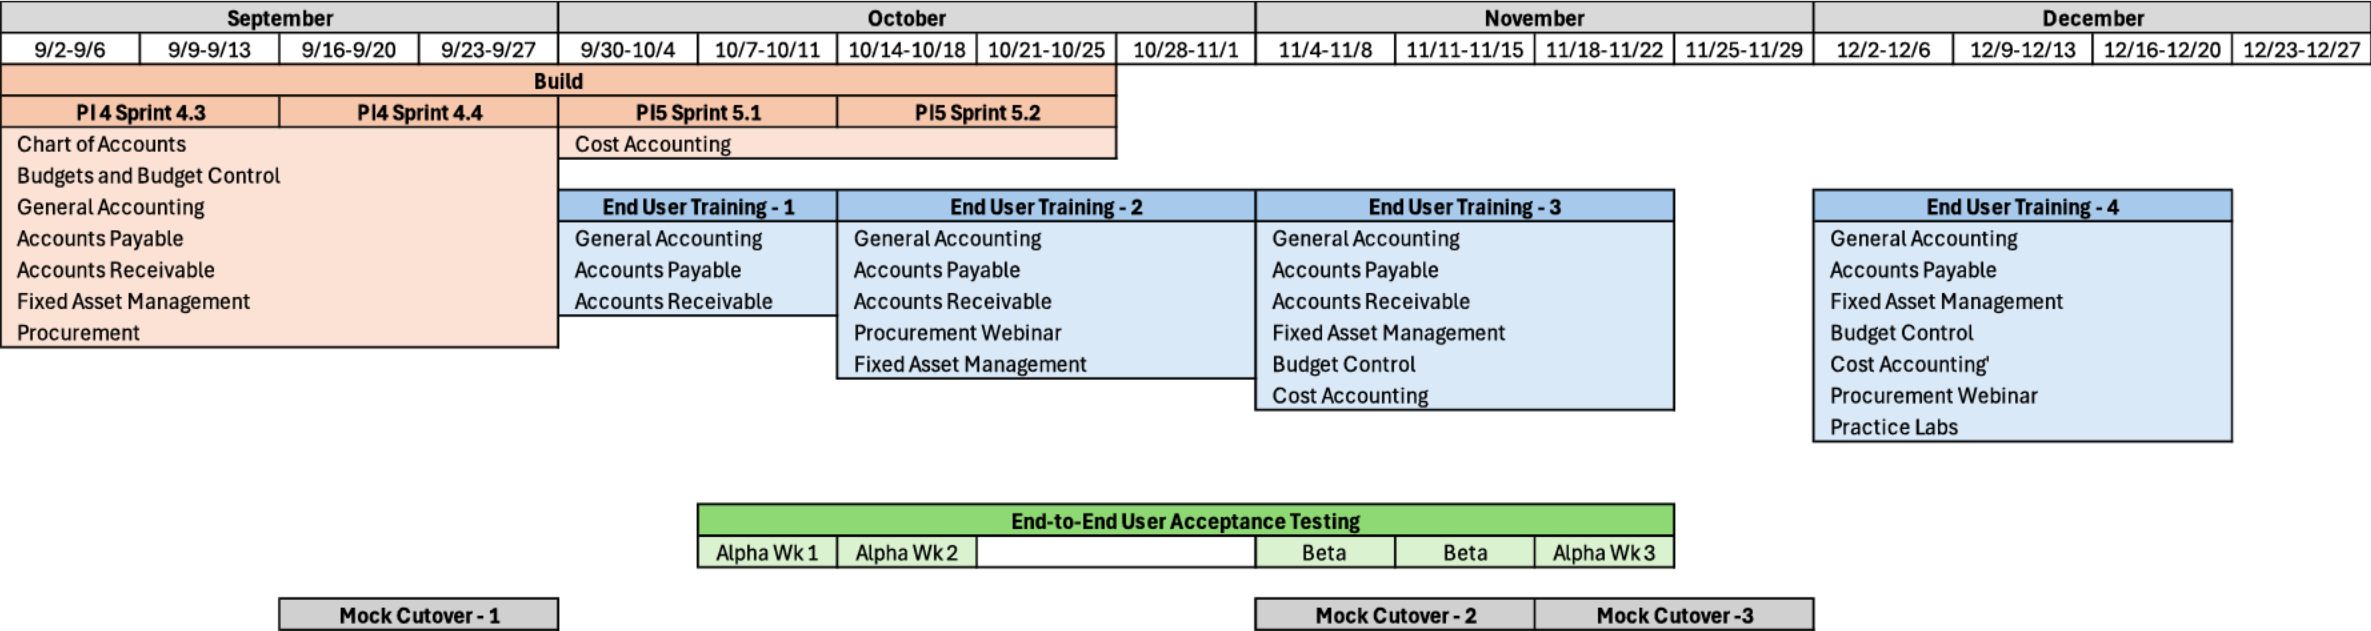 September October November December
9/2-9/6 9/9-9/13 9/16-9/20 9/23-9/27 9/30-10/4 10/7-10/11 10/14-10/18 10/21-10/25 10/28-11/1 11/4-11/8 11/11-11/15 11/18-11/22 11/25-11/29 12/2-12/6 12/9-12/13 12/16-12/20 12/23-12/27
Build
PI 4 Sprint 4.3 PI4 Sprint 4.4 PI5 Sprint 5.1 PI5 Sprint 5.2
Chart of Accounts
Budgets and Budget Control
General Accounting
Accounts Payable
Accounts Receivable
Fixed Asset Management
Procurement
Cost Accounting
End User Training - 1
General Accounting
Accounts Payable
Accounts Receivable
End User Training - 2
General Accounting
Accounts Payable
Accounts Receivable
Procurement Webinar
Fixed Asset Management
End User Training - 3
General Accounting
Accounts Payable
Accounts Receivable
Fixed Asset Management
Budget Control
Cost Accounting
End User Training - 4
General Accounting
Accounts Payable
Fixed Asset Management
Budget Control
Cost Accounting'
Procurement Webinar
Practice Labs
End-to-End User Acceptance Testing
Alpha Wk 1 Alpha Wk 2 Beta Beta Alpha Wk 3
Mock Cutover - 1 Mock Cutover - 2 Mock Cutover -3